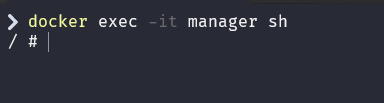 ❯ docker exec -it manager sh
/ #